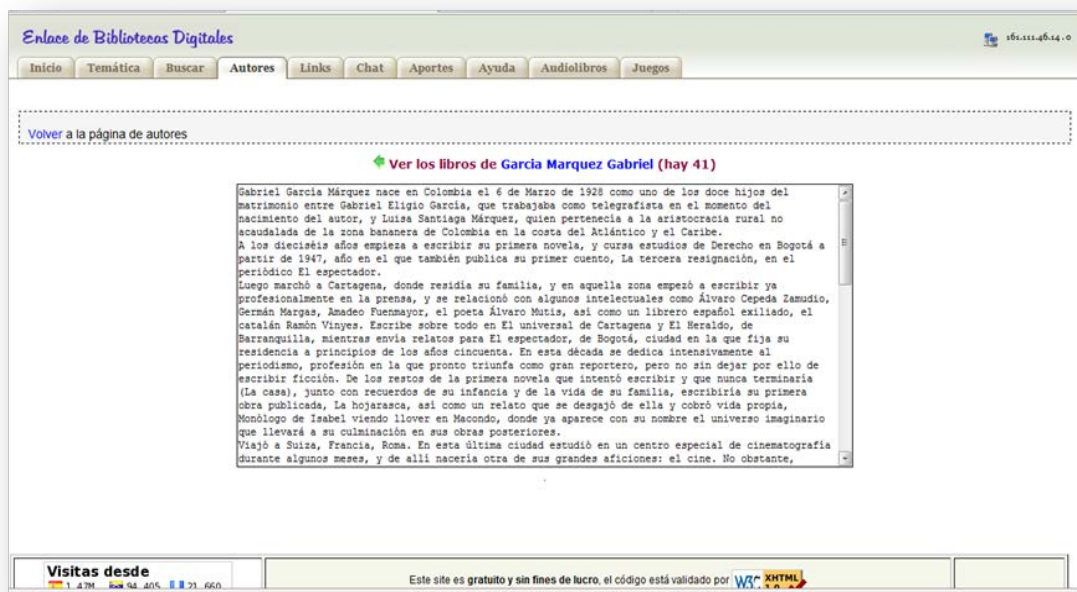 Enlace de Bibliotecas Digitales
161.111.46.14 . 0
Inicio Temática Buscar Autores Links Chat Aportes Ayuda Audiolibros Juegos
Volver a la página de autores
Ver los libros de Garcia Marquez Gabriel (hay 41)
Gabriel García Márquez nace en Colombia el 6 de Marzo de 1928 como uno de los doce hijos del
matrimonio entre Gabriel Eligio García, que trabajaba como telegrafista en el momento del
nacimiento del autor, y Luisa Santiaga Márquez, quien pertenecía a la aristocracia rural no
acaudalada de la zona bananera de Colombia en la costa del Atlántico y el Caribe.
A los dieciséis años empieza a escribir su primera novela, y cursa estudios de Derecho en Bogotá a
partir de 1947, año en el que también publica su primer cuento, La tercera resignación, en el
periódico El espectador.
Luego marchó a Cartagena, donde residía su familia, y en aquella zona empezó a escribir ya
profesionalmente en la prensa, y se relacionó con algunos intelectuales como Álvaro Cepeda Zamudio,
Germán Margas, Amadeo Fuenmayor, el poeta Álvaro Mutis, así como un librero español exiliado, el
catalán Ramón Vinyes. Escribe sobre todo en El universal de Cartagena y El Heraldo, de
Barranquilla, mientras envía relatos para El espectador, de Bogotá, ciudad en la que fija su
residencia a principios de los años cincuenta. En esta década se dedica intensivamente al
periodismo, profesión en la que pronto triunfa como gran reportero, pero no sin dejar por ello de
escribir ficción. De los restos de la primera novela que intentó escribir y que nunca terminaría
(La casa), junto con recuerdos de su infancia y de la vida de su familia, escribiría su primera
obra publicada, La hojarasca, así como un relato que se desgajó de ella y cobró vida propia,
Monólogo de Isabel viendo llover en Macondo, donde ya aparece con su nombre el universo imaginario
que llevará a su culminación en sus obras posteriores.
Viajó a Suiza, Francia, Roma. En esta última ciudad estudió en un centro especial de cinematografía
durante algunos meses, y de allí nacería otra de sus grandes aficiones: el cine. No obstante,
Visitas desde
1,47M 94,405 21,660
Este site es gratuito y sin fines de lucro, el código está validado por W3C XHTML 1.0